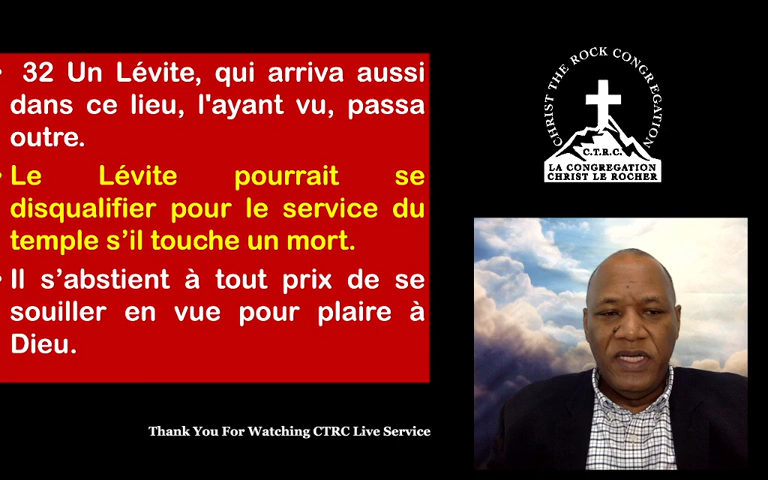 • 32 Un Lévite, qui arriva aussi
dans ce lieu, l'ayant vu, passa
outre.
• Le Lévite pourrait se
disqualifier pour le service du
temple s’il touche un mort.
• Il s’abstient à tout prix de se
souiller en vue pour plaire à
Dieu.
CHRIST THE ROCK CONGREGATION
C.T.R.C.
LA CONGREGATION
CHRIST LE ROCHER
Thank You For Watching CTRC Live Service